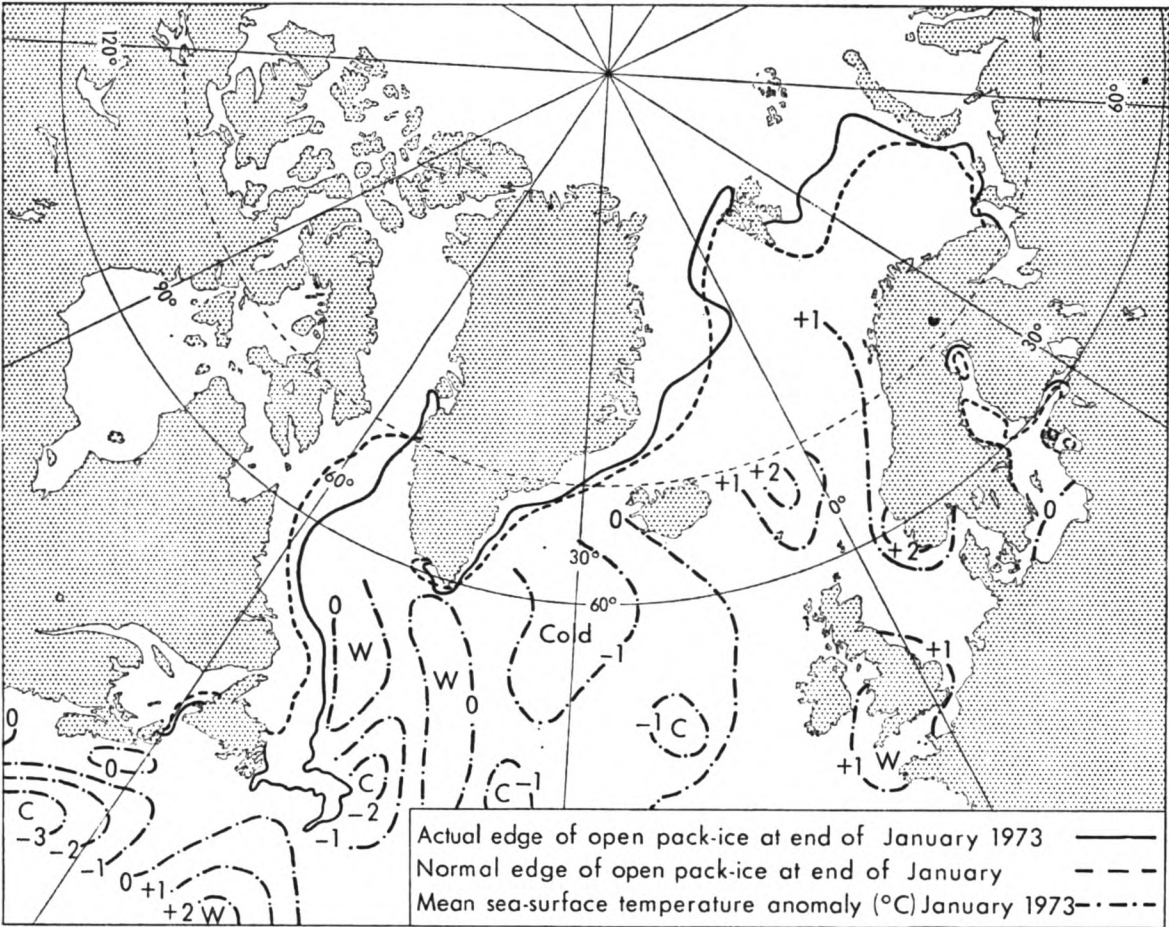 120°
60°
90°
+1
30°
60°
+1
+2
0°
0
0
+2
30°
60°
Cold
-1
0
W
W
0
+1
-1
C
W
+1
0
0
C
-2
-1
C
-1
C
-3
-2
-1
0
+1
+2
W
Actual edge of open pack-ice at end of January 1973
Normal edge of open pack-ice at end of January
Mean sea-surface temperature anomaly (°C) January 1973